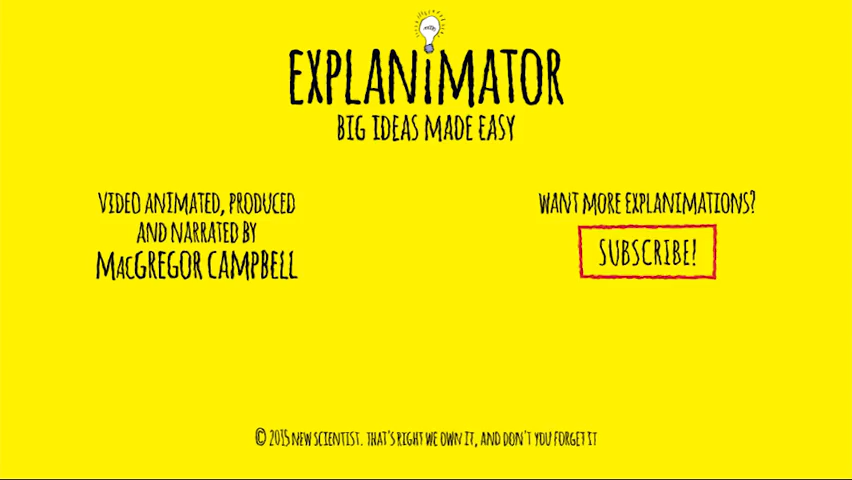 EXPLANiMATOR
BIG IDEAS MADE EASY
VIDEO ANIMATED, PRODUCED
AND NARRATED BY
MACGREGOR CAMPBELL
WANT MORE EXPLANIMATIONS?
SUBSCRIBE!
© 2015 NEW SCIENTIST. THAT'S RIGHT WE OWN IT, AND DON'T YOU FORGET IT